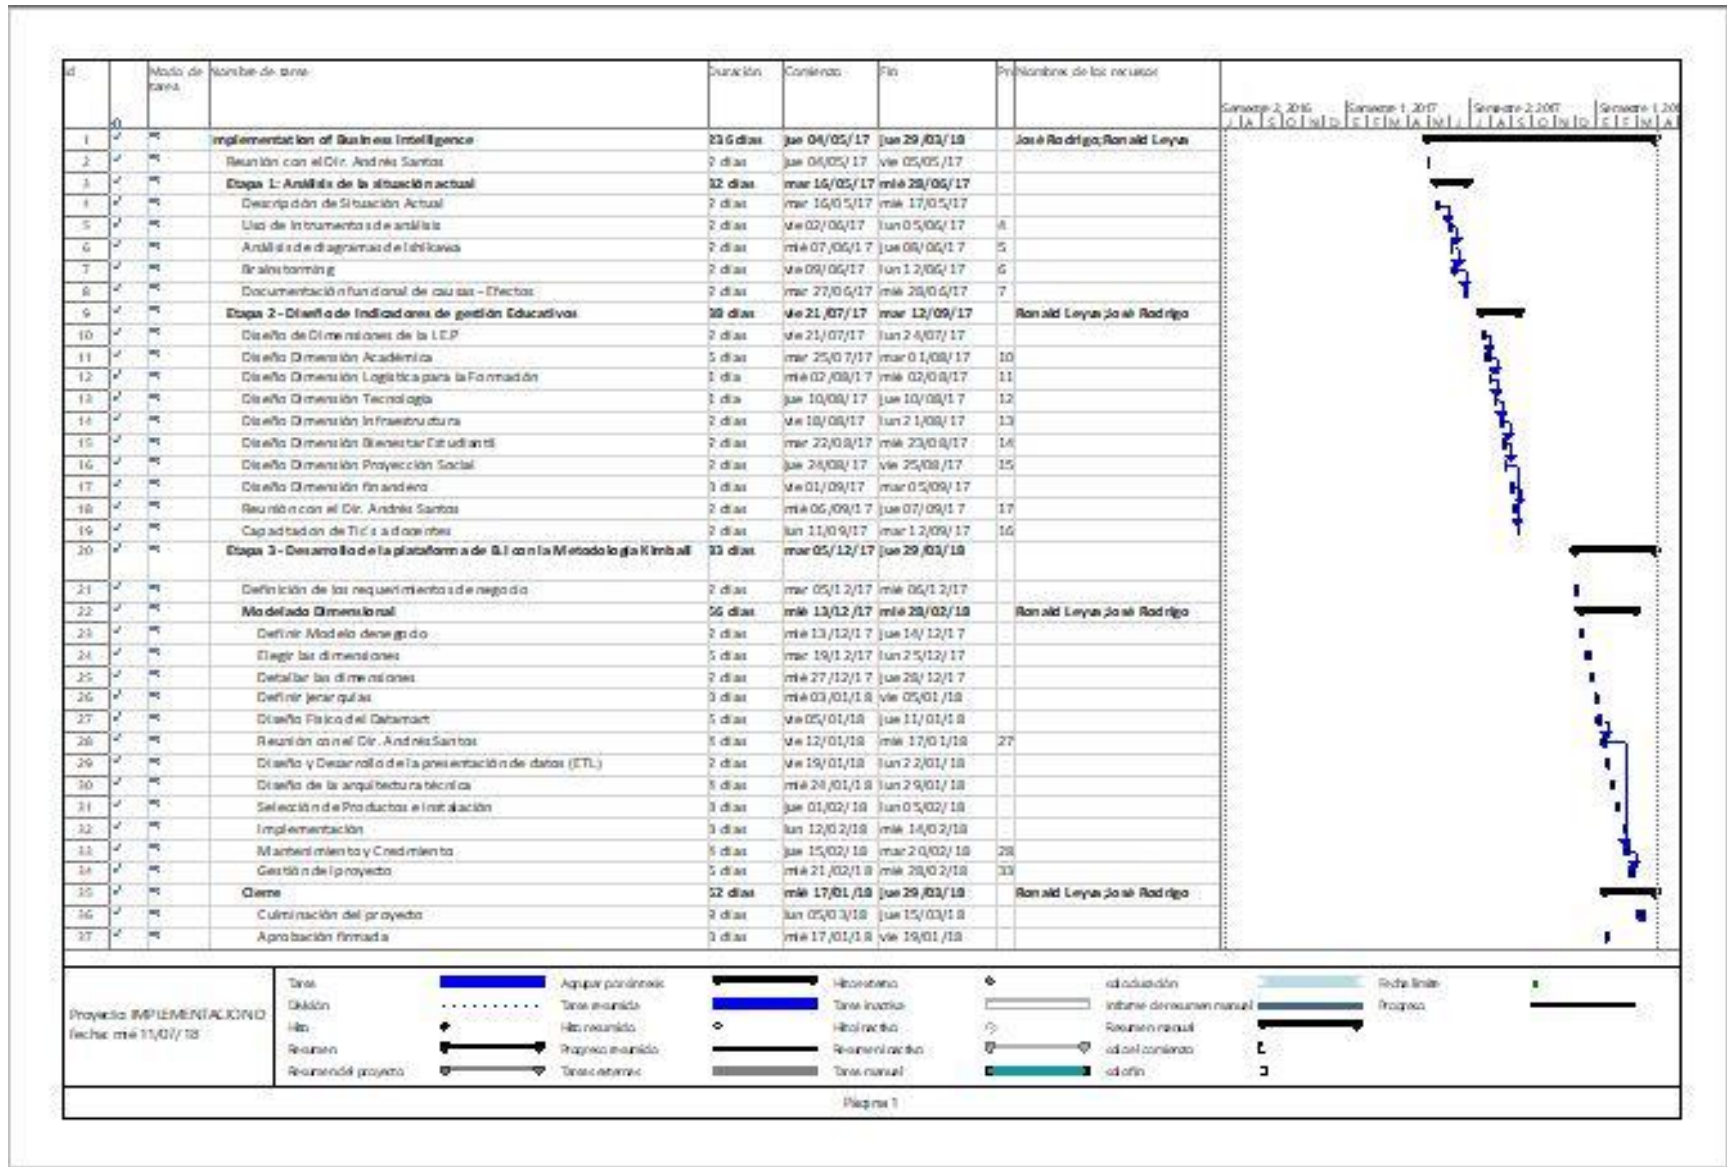 Id Modo de tarea Nombre de tarea Duración Comienzo Fin Nombres de los recursos
Semestre 2, 2016 Semestre 1, 2017 Semestre 2, 2017 Semestre 1, 20
J A S O N D E F M A M J J A S O N D E F M A
1 Implementation of Business Intelligence 236 días jue 04/05/17 jue 29/03/18 José Rodrigo;Ronald Leyva
2 Reunión con el Dir. Andrés Santos 2 días jue 04/05/17 vie 05/05/17
3 Etapa 1: Análisis de la situación actual 32 días mar 16/05/17 mié 28/06/17
4 Descripción de Situación Actual 2 días mar 16/05/17 mié 17/05/17
5 Uso de Intrumentos de análisis 2 días vie 02/06/17 lun 05/06/17 4
6 Análisis de diagramas de Ishikawa 2 días mié 07/06/17 jue 08/06/17 5
7 Brainstorming 2 días vie 09/06/17 lun 12/06/17 6
8 Documentación funcional de causas - Efectos 2 días mar 27/06/17 mié 28/06/17 7
9 Etapa 2 - Diseño de Indicadores de gestión Educativos 38 días vie 21/07/17 mar 12/09/17 Ronald Leyva;José Rodrigo
10 Diseño de Dimensiones de la I.E.P 2 días vie 21/07/17 lun 24/07/17
11 Diseño Dimensión Académica días mar 25/07/17 mar 01/08/17 10
12 Diseño Dimensión Logística para la Formación 1 día mié 02/08/17 mié 02/08/17 11
13 Diseño Dimensión Tecnología 1 día jue 10/08/17 jue 10/08/17 12
14 Diseño Dimensión Infraestructura 2 días vie 18/08/17 lun 21/08/17 13
15 Diseño Dimensión Bienestar Estudiantil 2 días mar 22/08/17 mié 23/08/17 14
16 Diseño Dimensión Proyección Social 2 días jue 24/08/17 vie 25/08/17 15
17 Diseño Dimensión financiero 3 días vie 01/09/17 mar 05/09/17
18 Reunión con el Dir. Andrés Santos 2 días mié 06/09/17 jue 07/09/17 17
19 Capacitacion de Tic's a docentes 2 días lun 11/09/17 mar 12/09/17 16
20 Etapa 3 - Desarrollo de la plataforma de B.I con la Metodología Kimball 83 días mar 05/12/17 jue 29/03/18
21 Definición de los requerimientos de negocio 2 días mar 05/12/17 mié 06/12/17
22 Modelado Dimensional 56 días mié 13/12/17 mié 28/02/18 Ronald Leyva;José Rodrigo
23 Definir Modelo de negocio 2 días mié 13/12/17 jue 14/12/17
24 Elegir las dimensiones 5 días mar 19/12/17 lun 25/12/17
25 Detallar las dimensiones 2 días mié 27/12/17 jue 28/12/17
26 Definir jerarquías 3 días mié 03/01/18 vie 05/01/18
27 Diseño Físico del Datamart 5 días vie 05/01/18 jue 11/01/18
28 Reunión con el Dir. Andrés Santos días vie 12/01/18 mié 17/01/18 27
29 Diseño y Desarrollo de la presentación de datos (ETL) 2 días vie 19/01/18 lun 22/01/18
30 Diseño de la arquitectura técnica días mié 24/01/18 lun 29/01/18
31 Selección de Productos e Instalación 3 días jue 01/02/18 lun 05/02/18
32 Implementación 3 días lun 12/02/18 mié 14/02/18
33 Mantenimiento y Crecimiento días jue 15/02/18 mar 20/02/18 28
34 Gestión del proyecto días mié 21/02/18 mié 28/02/18 33
35 Cierre 52 días mié 17/01/18 jue 29/03/18 Ronald Leyva;José Rodrigo
36 Culminación del proyecto 9 días lun 05/03/18 jue 15/03/18
37 Aprobación firmada 3 días mié 17/01/18 vie 19/01/18
Proyecto: IMPLEMENTACIONO
Fecha: mié 11/07/18
Tarea Agrupar por síntesis Hito externo solo duración Fecha límite
División Tarea resumida Tarea inactiva Informe de resumen manual Progreso
Hito Hito resumido Hito inactivo Resumen manual
Resumen Progreso resumido Resumen inactivo solo el comienzo
Resumen del proyecto Tareas externas Tarea manual solo fin
Página 1